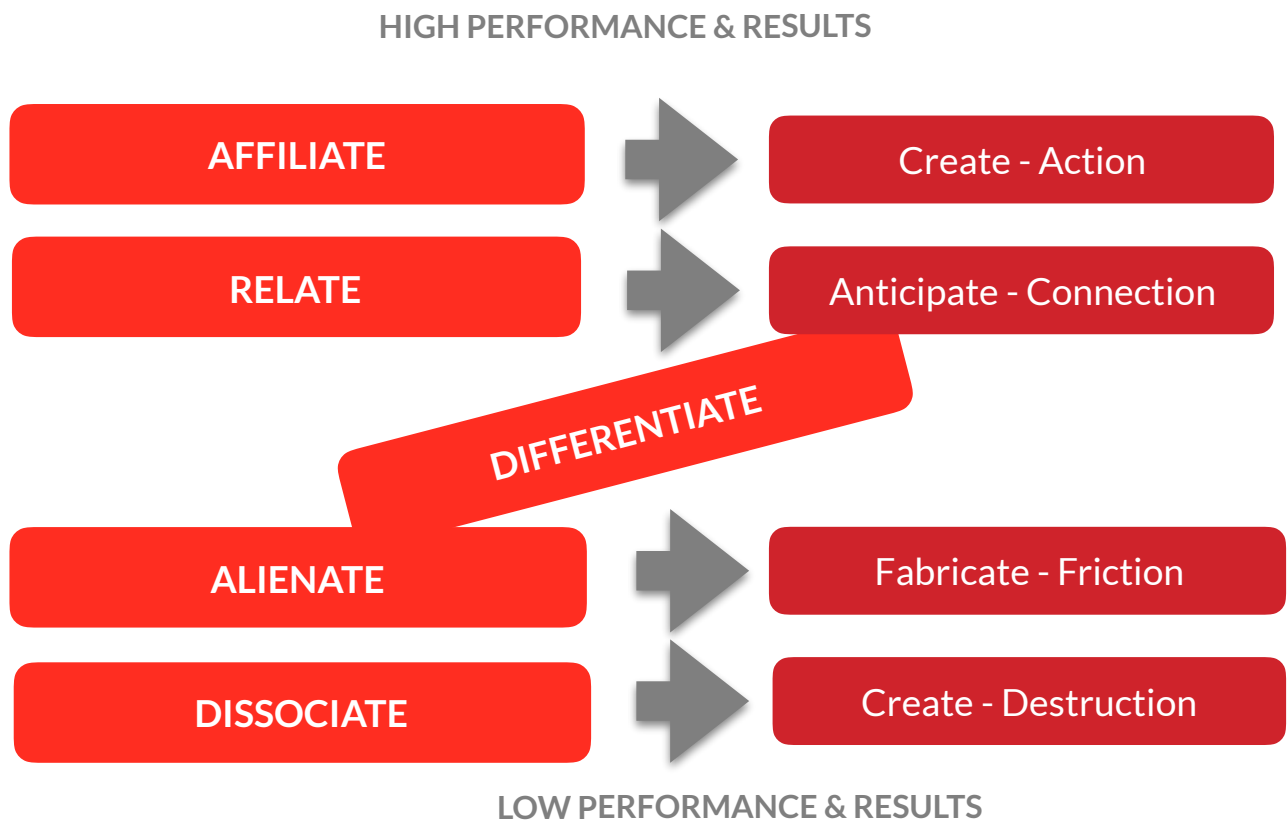 HIGH PERFORMANCE & RESULTS
AFFILIATE
Create - Action
RELATE
Anticipate - Connection
DIFFERENTIATE
ALIENATE
Fabricate - Friction
DISSOCIATE
Create - Destruction
LOW PERFORMANCE & RESULTS